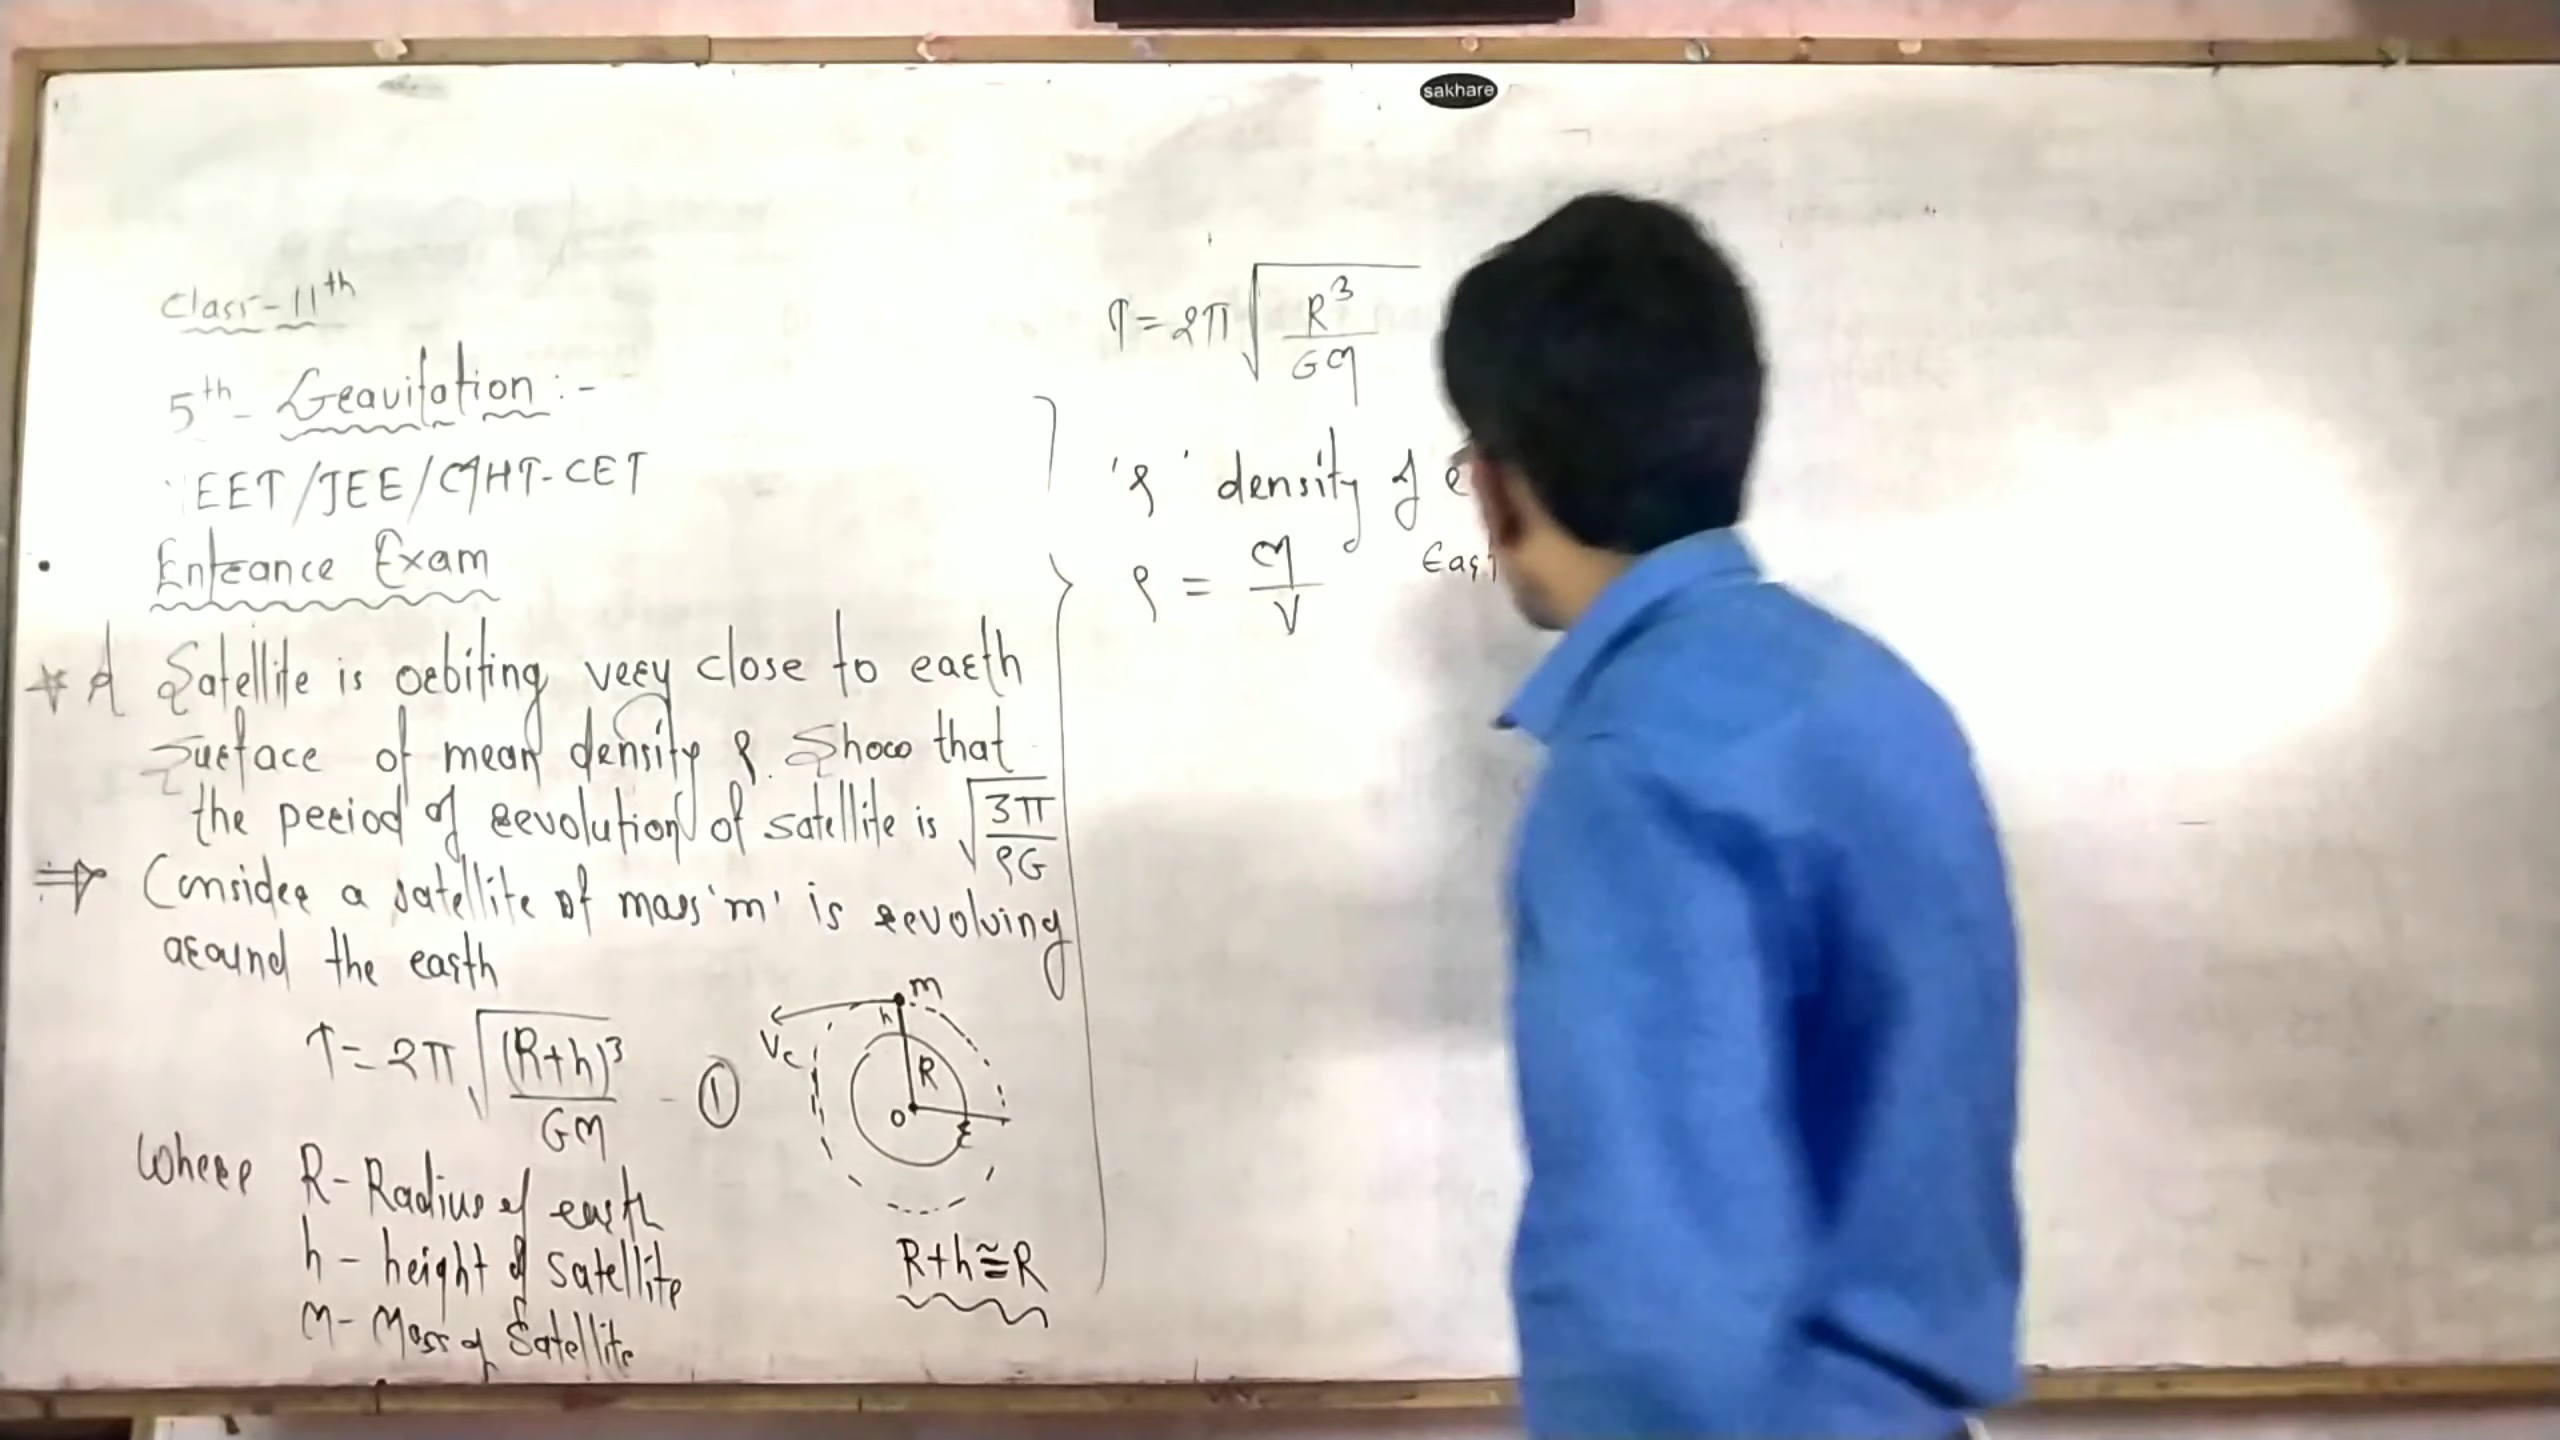 sakhare
Class-11th
5th- Gravitation :-
EET/JEE/MHT-CET
Entrance Exam
* A Satellite is orbiting very close to earth
surface of mean density ρ. Show that
the period of revolution of satellite is √(3π/ρG)
⇒ Consider a satellite of mass 'm' is revolving
around the earth
T=2π√((R+h)³/GM) - ①
Where R-Radius of earth
h - height of satellite
M- Mass of Satellite
m
h
Vc
R
O
R+h≅R
T=2π√(R³/GM)
'ρ' density of
ρ = M/V